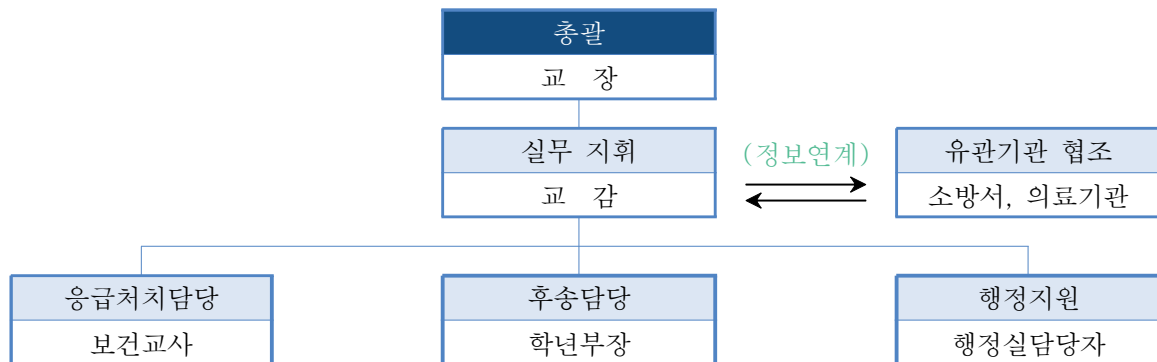 총괄
교 장
실무 지휘
교 감
(정보연계)
유관기관 협조
소방서, 의료기관
응급처치담당
보건교사
후송담당
학년부장
행정지원
행정실담당자